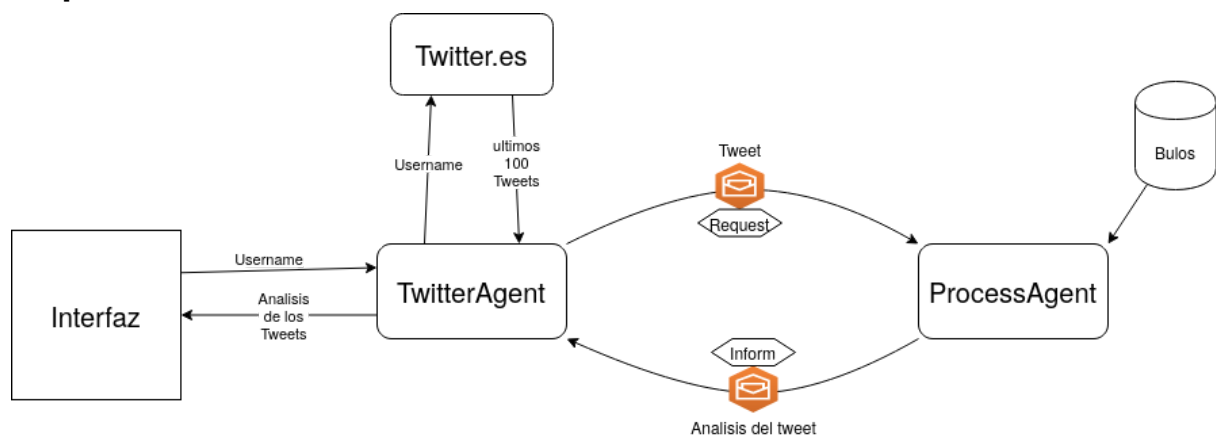 Twitter.es
Username
ultimos
100
Tweets
Tweet
Request
Bulos
Interfaz
Username
Analisis
de los
Tweets
TwitterAgent
ProcessAgent
Inform
Analisis del tweet